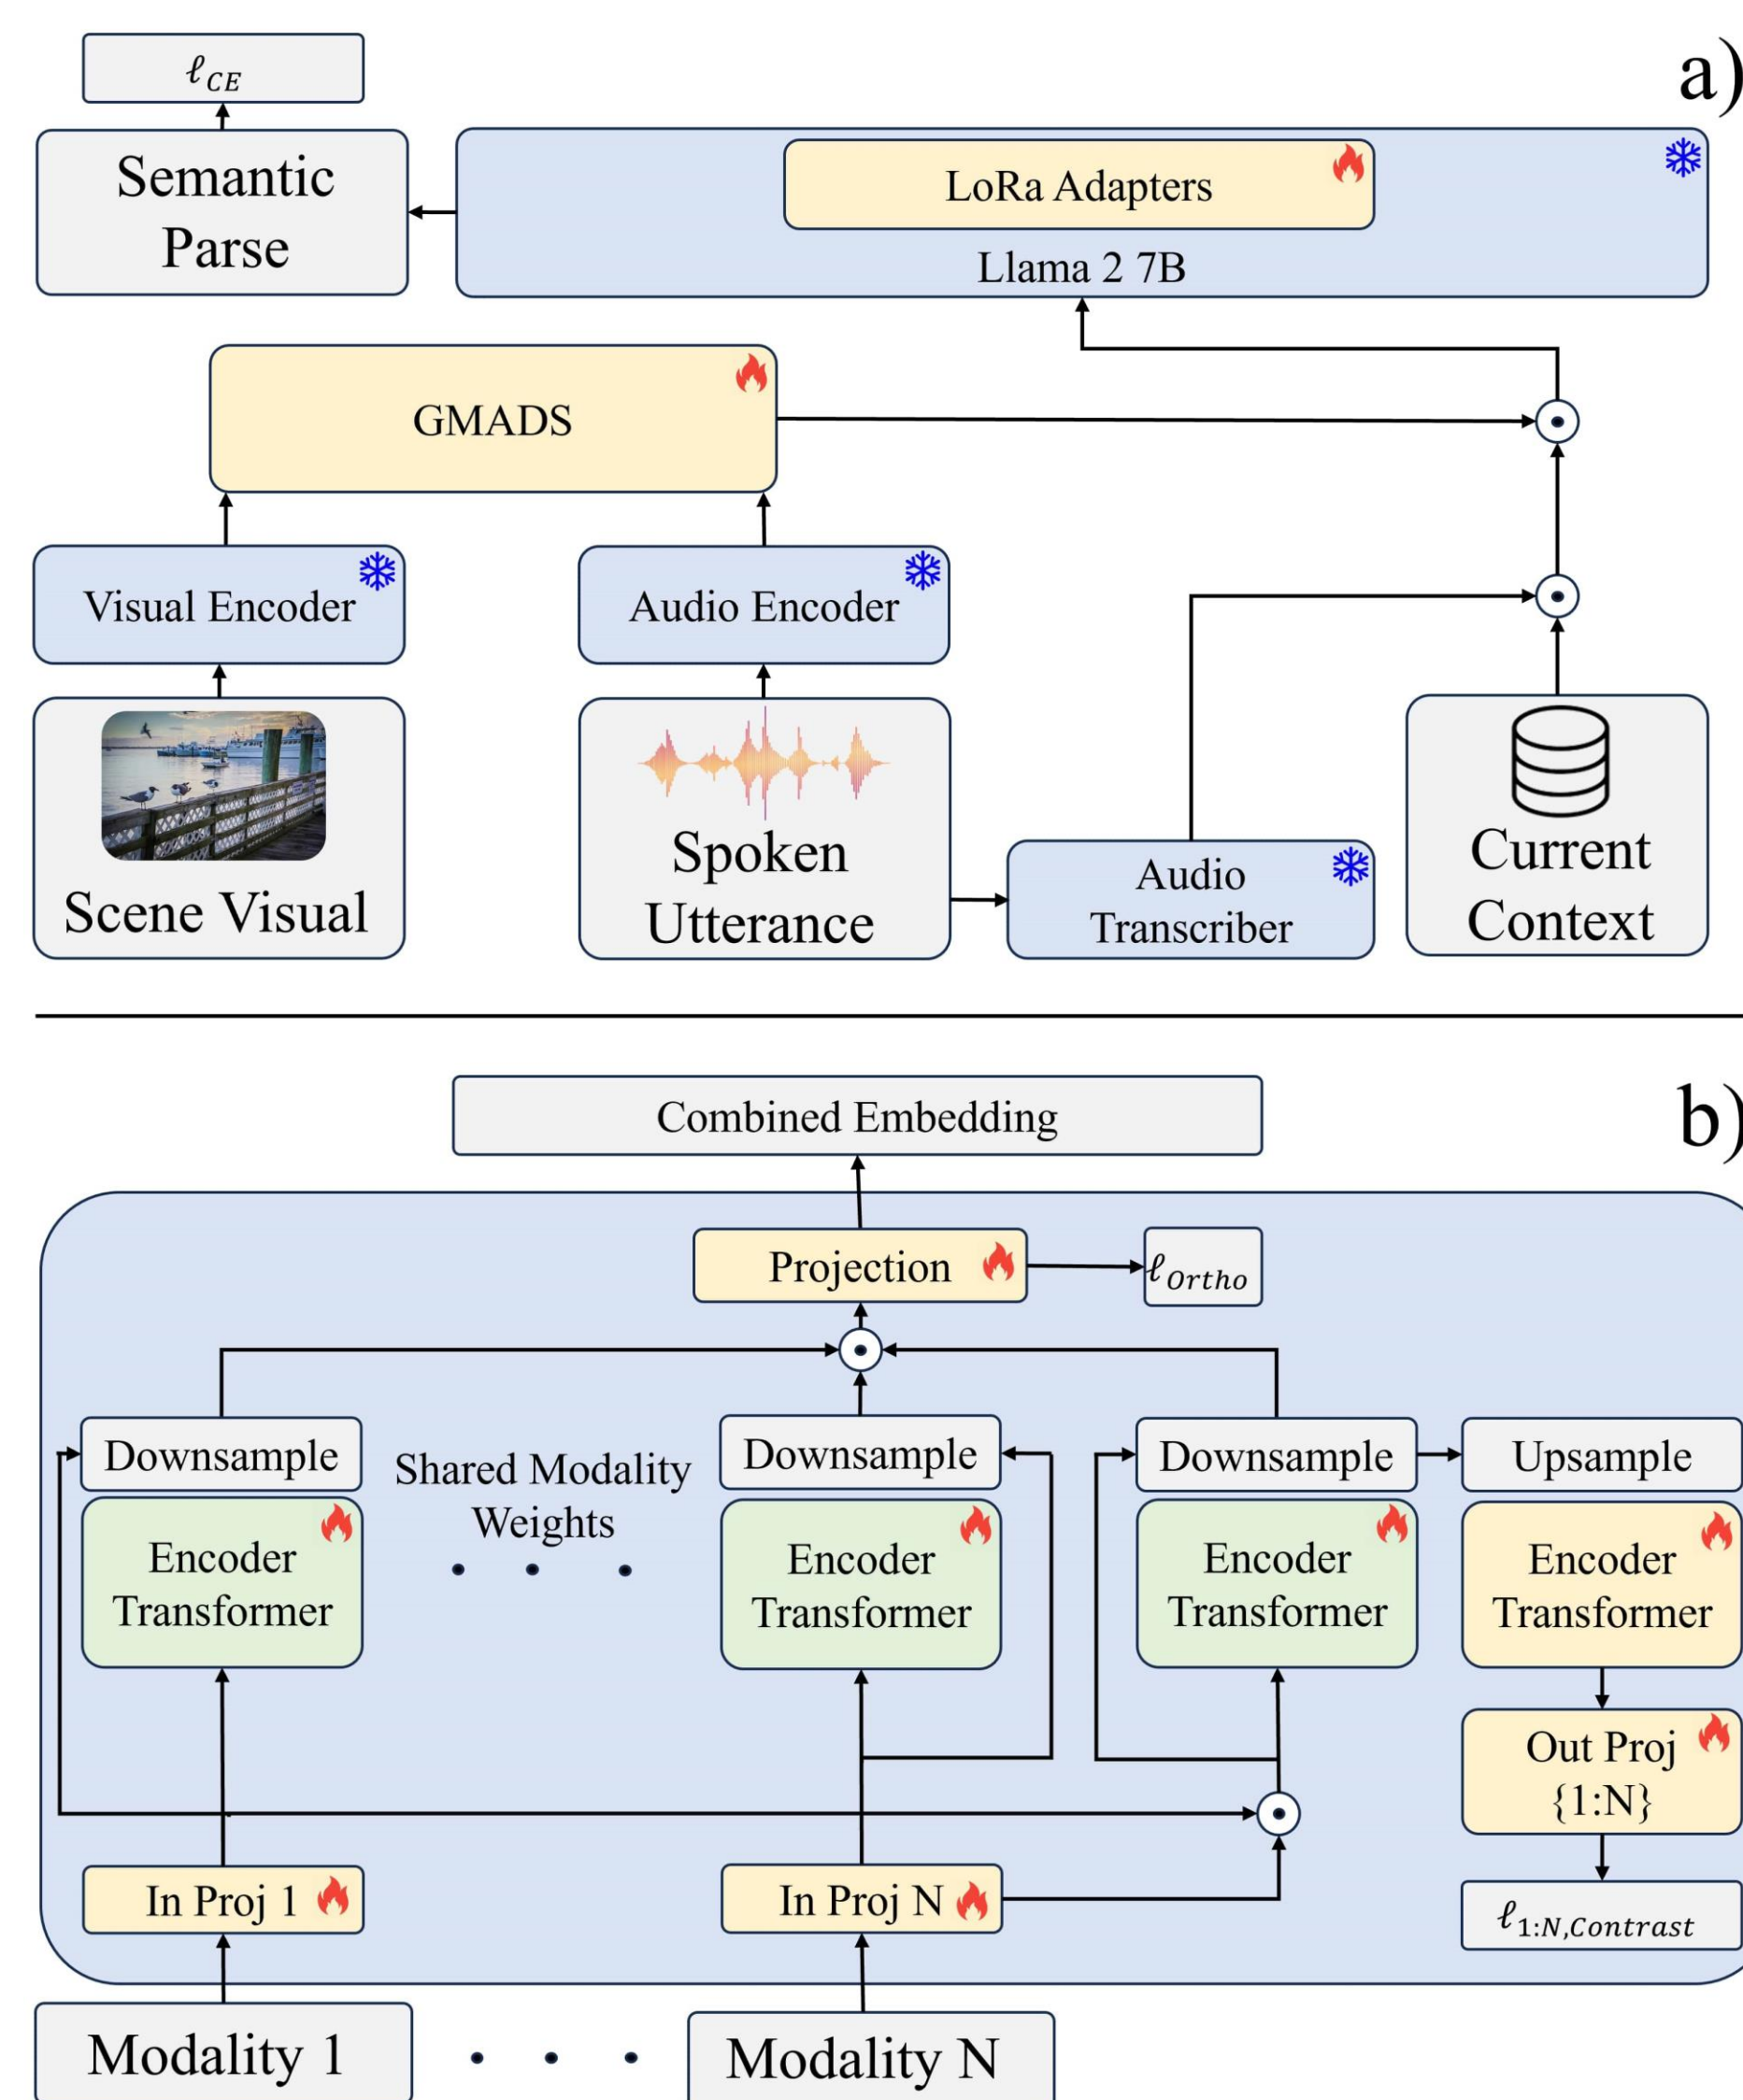 a)
ℓCE
Semantic
Parse
LoRa Adapters
Llama 2 7B
GMADS
Visual Encoder
Audio Encoder
Scene Visual
Spoken
Utterance
Audio
Transcriber
Current
Context
b)
Combined Embedding
Projection
ℓOrtho
Downsample
Shared Modality
Weights
Downsample
Downsample
Upsample
Encoder
Transformer
Encoder
Transformer
Encoder
Transformer
Encoder
Transformer
Out Proj
{1:N}
In Proj 1
In Proj N
ℓ1:N,Contrast
Modality 1
Modality N